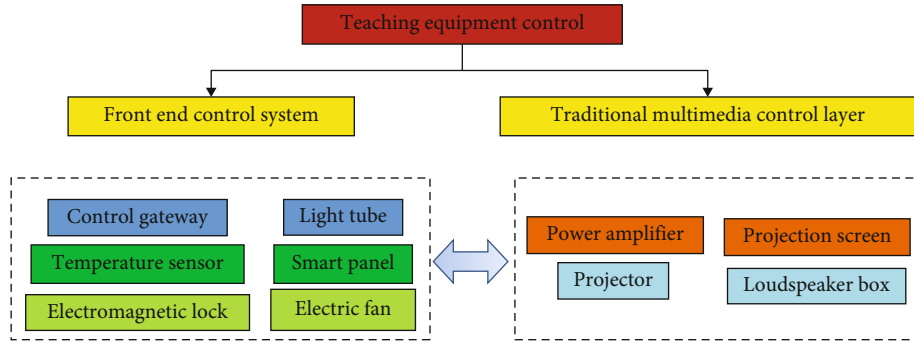 Teaching equipment control
Front end control system
Traditional multimedia control layer
Control gateway
Light tube
Temperature sensor
Smart panel
Electromagnetic lock
Electric fan
Power amplifier
Projection screen
Projector
Loudspeaker box